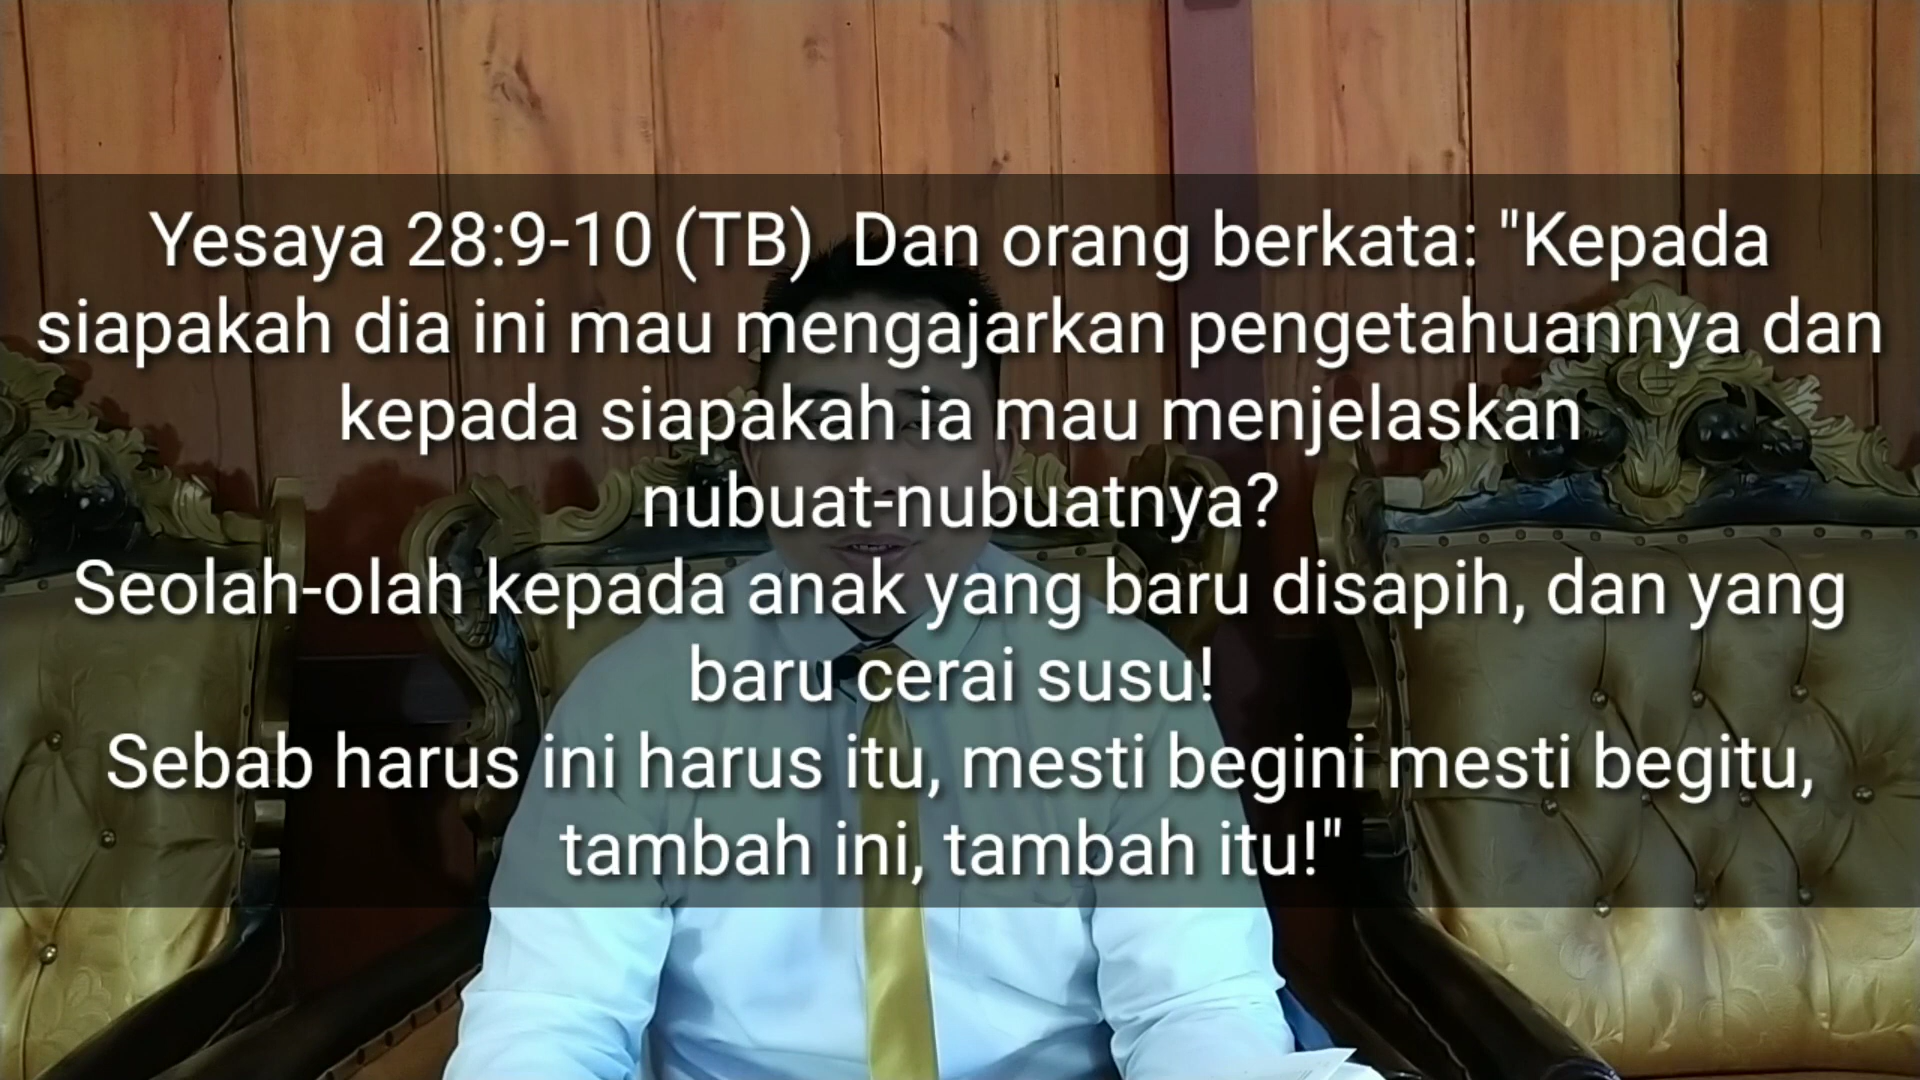 Yesaya 28:9-10 (TB)  Dan orang berkata: "Kepada
siapakah dia ini mau mengajarkan pengetahuannya dan
kepada siapakah ia mau menjelaskan
nubuat-nubuatnya?
Seolah-olah kepada anak yang baru disapih, dan yang
baru cerai susu!
Sebab harus ini harus itu, mesti begini mesti begitu,
tambah ini, tambah itu!"